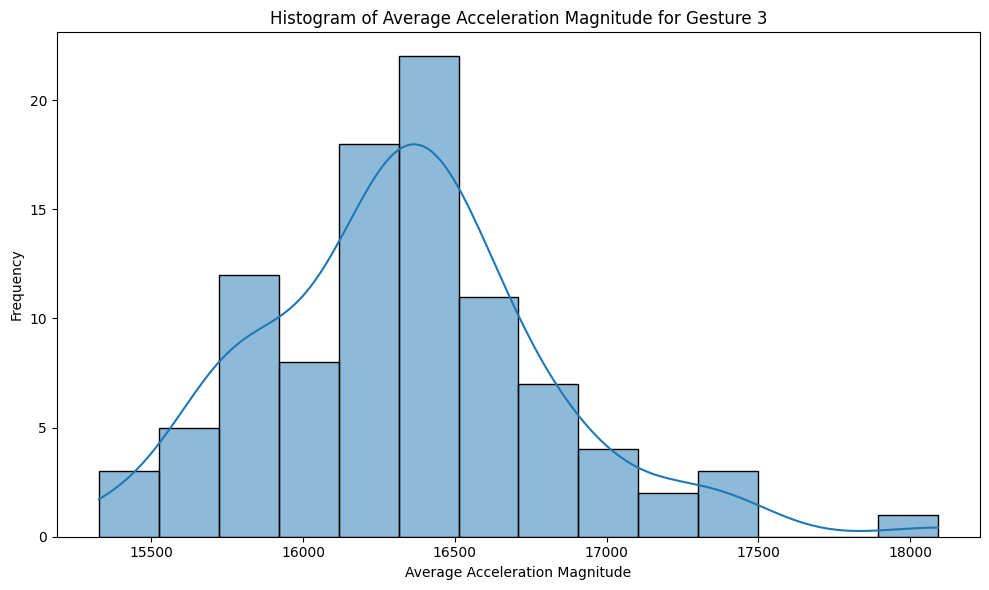 Histogram of Average Acceleration Magnitude for Gesture 3
Frequency
20
15
10
5
0
15500 16000 16500 17000 17500 18000
Average Acceleration Magnitude